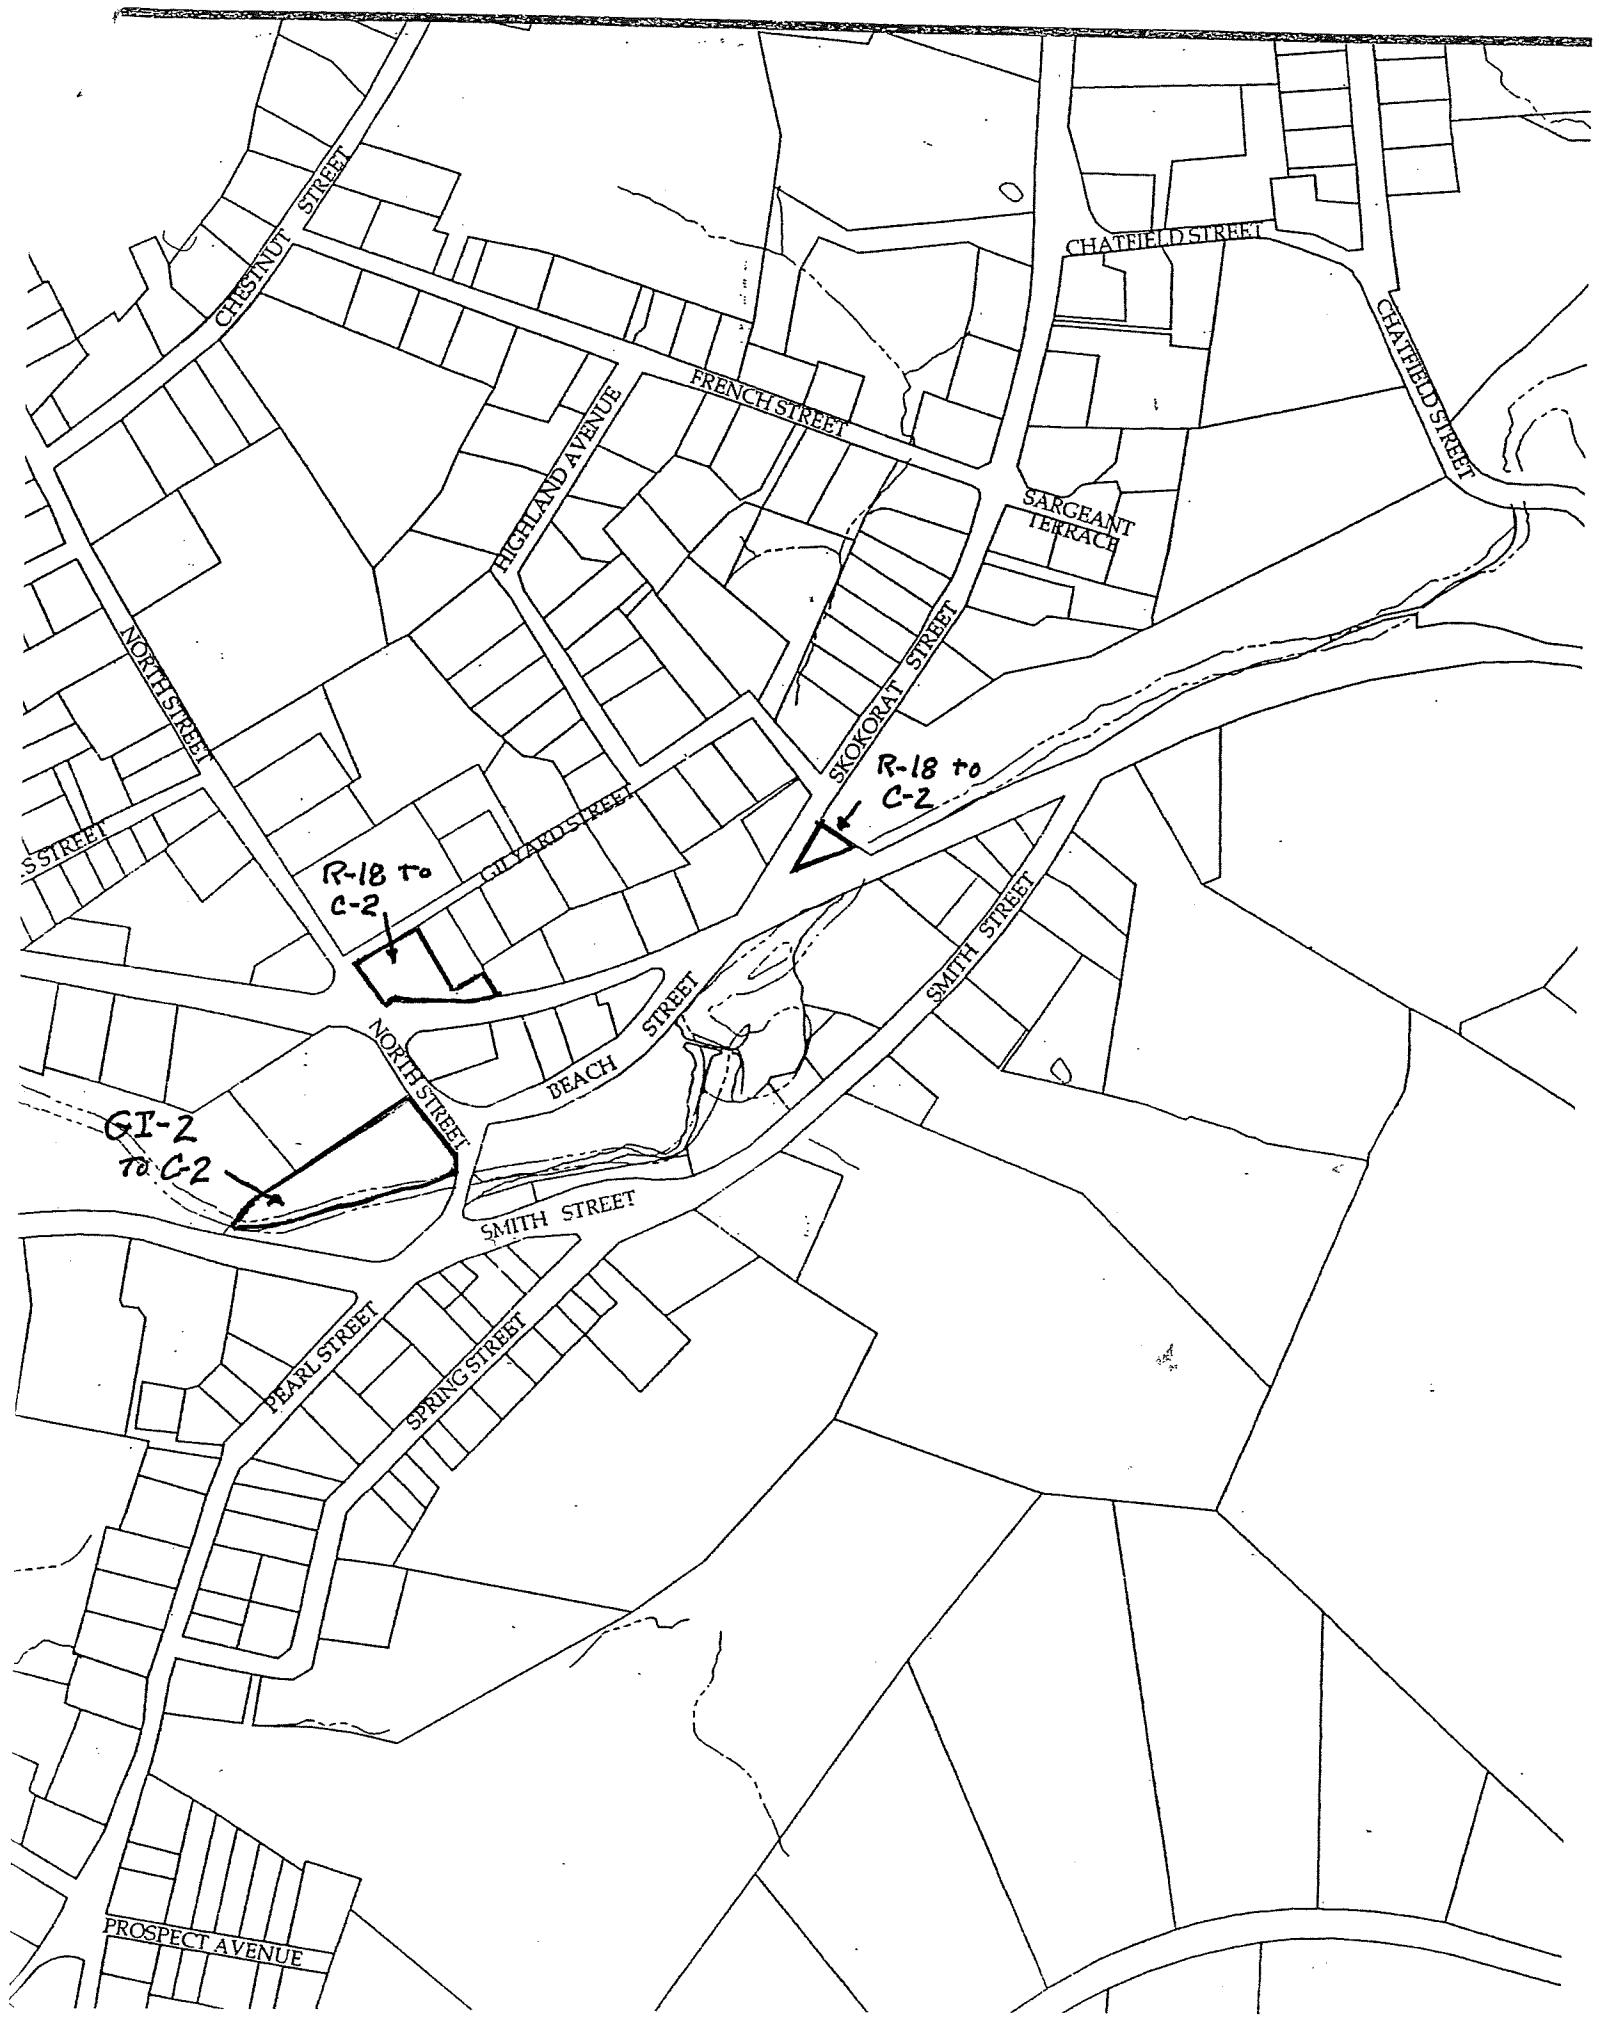 CHESTNUT STREET
CHATFIELD STREET
CHATFIELD STREET
FRENCH STREET
HIGHLAND AVENUE
SARGEANT
TERRACE
NORTH STREET
SKOKORAT STREET
R-18 to
C-2
S STREET
GILYARD STREET
R-18 To
C-2
SMITH STREET
NORTH STREET
BEACH STREET
GI-2
To C-2
SMITH STREET
PEARL STREET
SPRING STREET
PROSPECT AVENUE